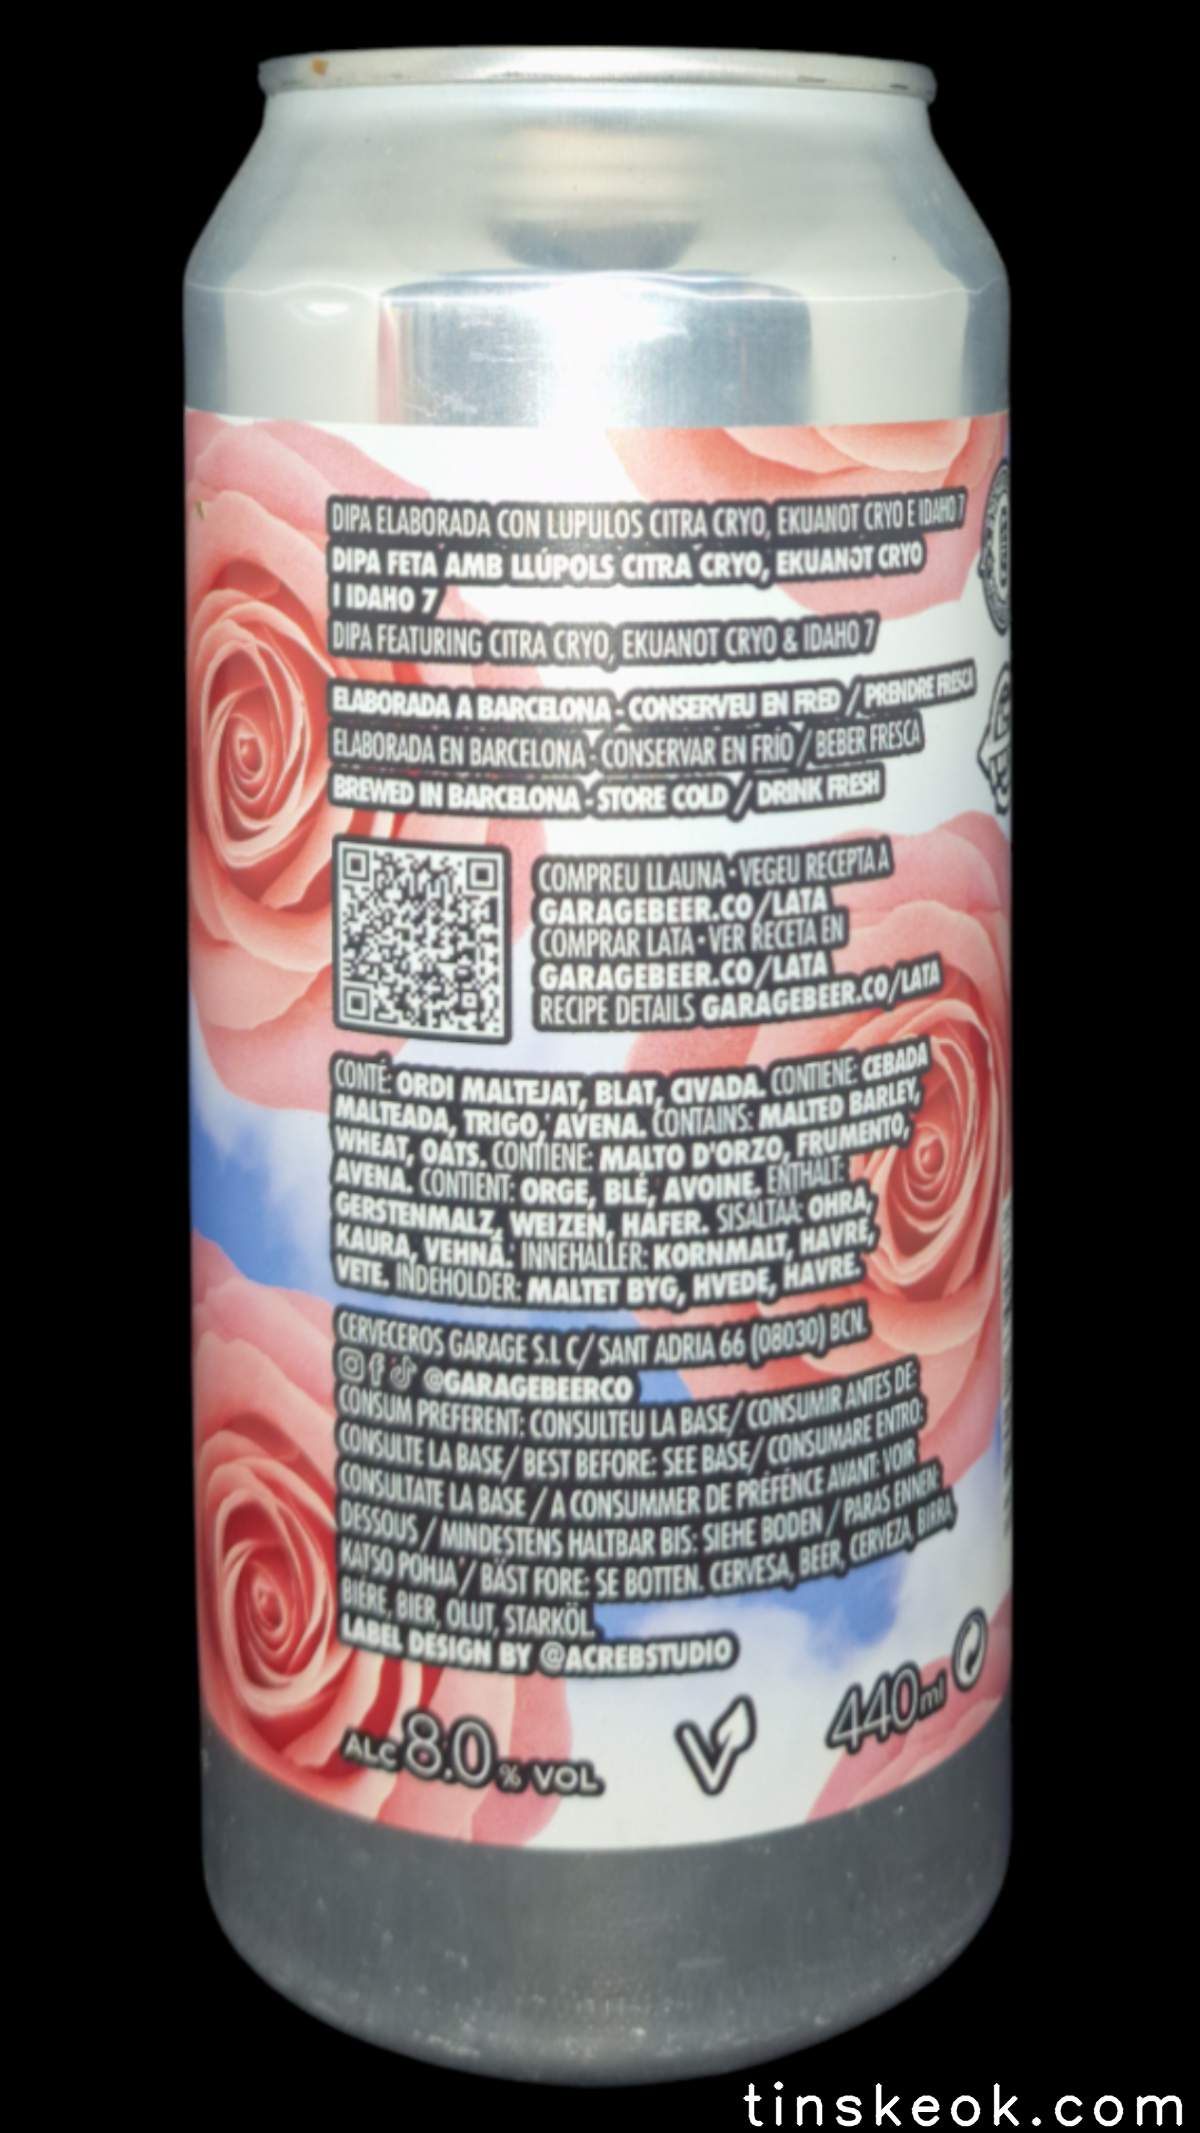 DIPA ELABORADA CON LUPULOS CITRA CRYO, EKUANOT CRYO E IDAHO 7
DIPA FETA AMB LLÚPOLS CITRA CRYO, EKUANOT CRYO
I IDAHO 7
DIPA FEATURING CITRA CRYO, EKUANOT CRYO & IDAHO 7
ELABORADA A BARCELONA - CONSERVEU EN FRED / PRENDRE FRESCA
ELABORADA EN BARCELONA - CONSERVAR EN FRÍO / BEBER FRESCA
BREWED IN BARCELONA - STORE COLD / DRINK FRESH
COMPREU LLAUNA · VEGEU RECEPTA A
GARAGEBEER.CO/LATA
COMPRAR LATA · VER RECETA EN
GARAGEBEER.CO/LATA
RECIPE DETAILS GARAGEBEER.CO/LATA
CONTÉ: ORDI MALTEJAT, BLAT, CIVADA. CONTIENE: CEBADA
MALTEADA, TRIGO, AVENA. CONTAINS: MALTED BARLEY,
WHEAT, OATS. CONTIENE: MALTO D'ORZO, FRUMENTO,
AVENA. CONTIENT: ORGE, BLÉ, AVOINE. ENTHÄLT:
GERSTENMALZ, WEIZEN, HAFER. SISALTAA: OHRA,
KAURA, VEHNÄ. INNEHALLER: KORNMALT, HAVRE,
VETE. INDEHOLDER: MALTET BYG, HVEDE, HAVRE.
CERVECEROS GARAGE S.L C/ SANT ADRIA 66 (08030) BCN.
@GARAGEBEERCO
CONSUM PREFERENT: CONSULTEU LA BASE/ CONSUMIR ANTES DE:
CONSULTE LA BASE/ BEST BEFORE: SEE BASE/ CONSUMARE ENTRO:
CONSULTATE LA BASE / A CONSUMMER DE PRÉFÉNCE AVANT: VOIR
DESSOUS / MINDESTENS HALTBAR BIS: SIEHE BODEN / PARAS ENNEN:
KATSO POHJA / BÄST FORE: SE BOTTEN. CERVESA, BEER, CERVEZA, BIRRA,
BIÈRE, BIER, OLUT, STARKÖL.
LABEL DESIGN BY @ACREBSTUDIO
ALC 8.0 % VOL
440ml
tinskeok.com